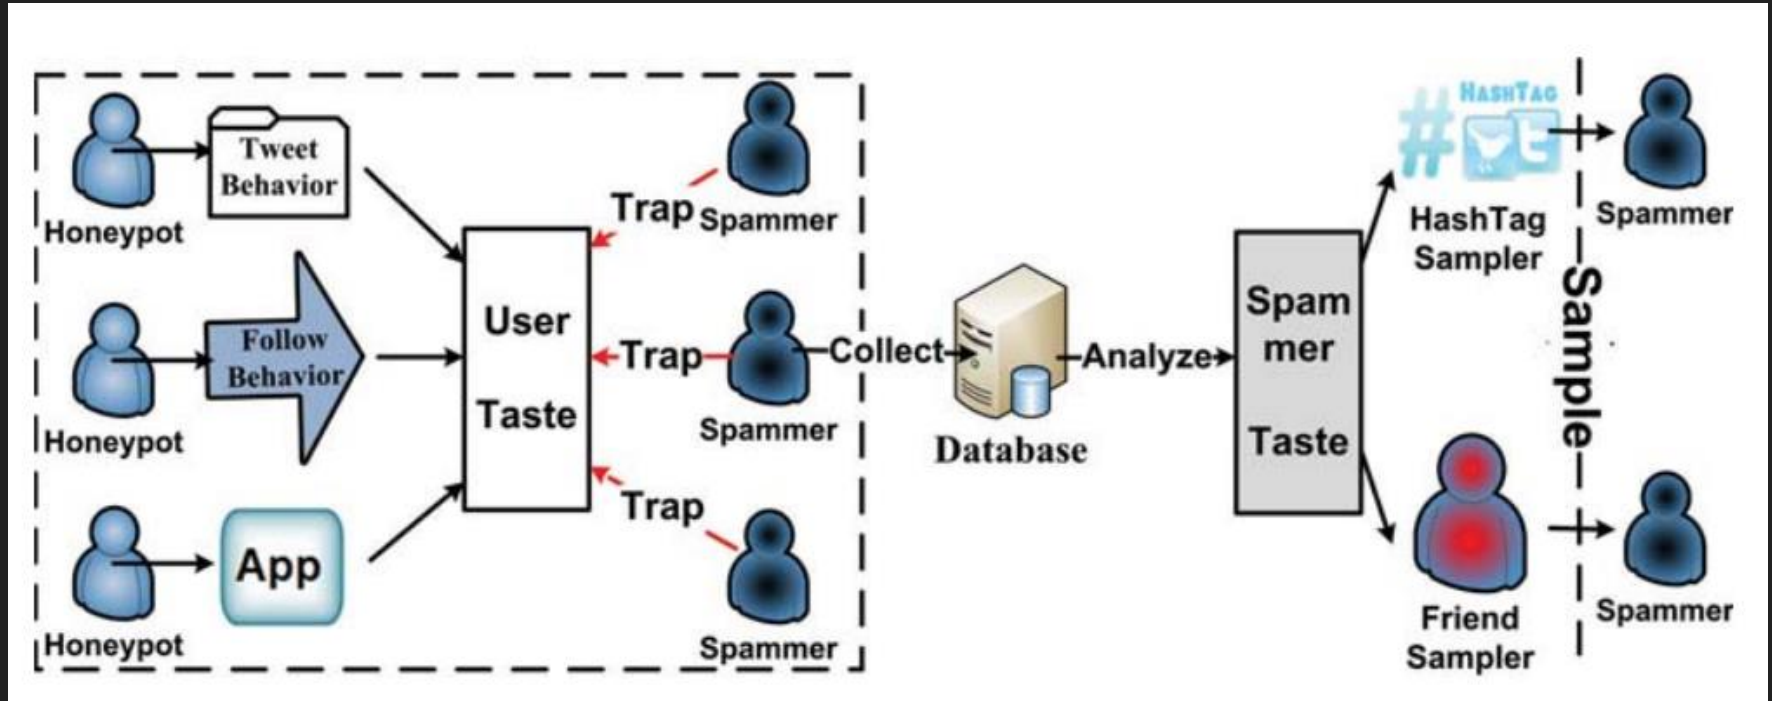 Honeypot
Tweet
Behavior
Honeypot
Follow
Behavior
Honeypot
App
User
Taste
Trap
Spammer
Trap
Spammer
Trap
Spammer
Collect
Database
Analyze
Spam
mer
Taste
#
HASHTAG
t
HashTag
Sampler
Friend
Sampler
Sample
Spammer
Spammer